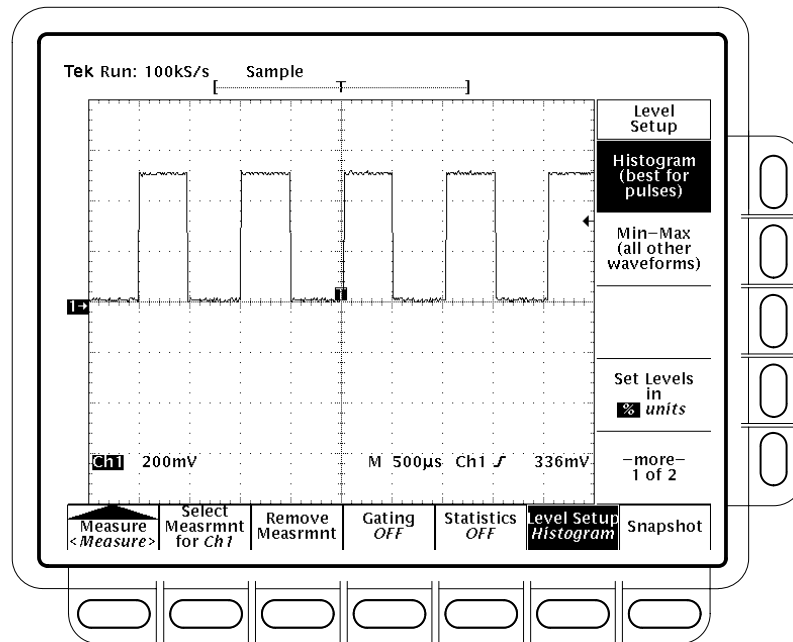 Tek Run: 100kS/s Sample
[ T ]
Level
Setup
Histogram
(best for
pulses)
Min–Max
(all other
waveforms)
T
1→
Set Levels
in
% units
Ch1 200mV M 500µs Ch1 ƒ 336mV
–more–
1 of 2
Measure
<Measure>
Select
Measrmnt
for Ch1
Remove
Measrmnt
Gating
OFF
Statistics
OFF
Level Setup
Histogram
Snapshot